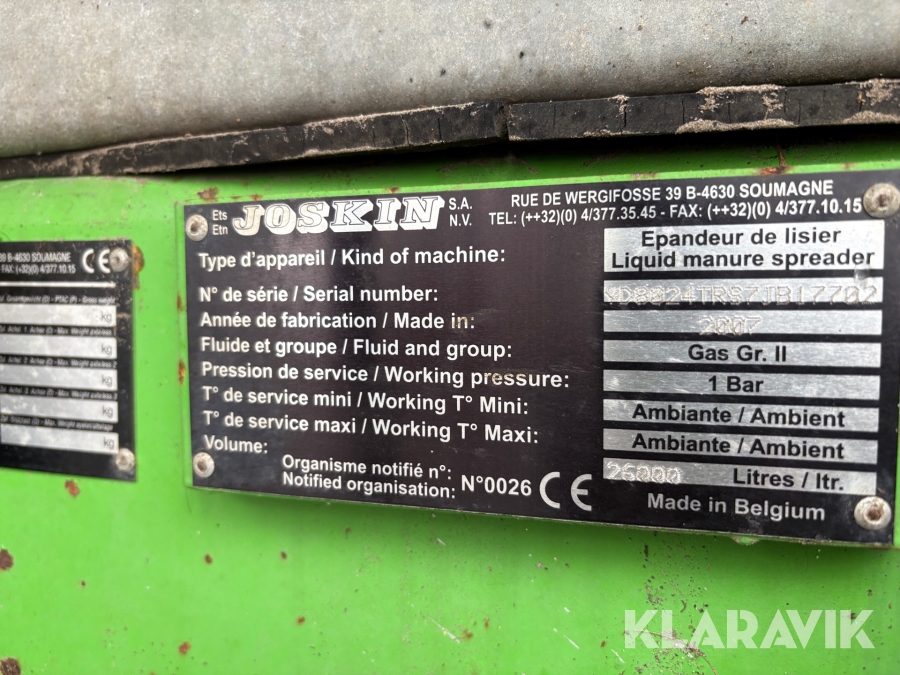 39 B-4630 SOUMAGNE
FAX: (+32)(0) 4/377.10.15 CE
kg
kg
kg
kg
kg
Ets
Etn
JOSKIN S.A.
N.V.
RUE DE WERGIFOSSE 39 B-4630 SOUMAGNE
TEL: (++32)(0) 4/377.35.45 - FAX: (++32)(0) 4/377.10.15
Type d'appareil / Kind of machine:
Epandeur de lisier
Liquid manure spreader
N° de série / Serial number:
Année de fabrication / Made in: 2007
Fluide et groupe / Fluid and group: Gas Gr. II
Pression de service / Working pressure: 1 Bar
T° de service mini / Working T° Mini: Ambiante / Ambient
T° de service maxi / Working T° Maxi: Ambiante / Ambient
Volume: 26000 Litres / ltr.
Organisme notifié n°:
Notified organisation: N°0026 CE
Made in Belgium
KLARAVIK